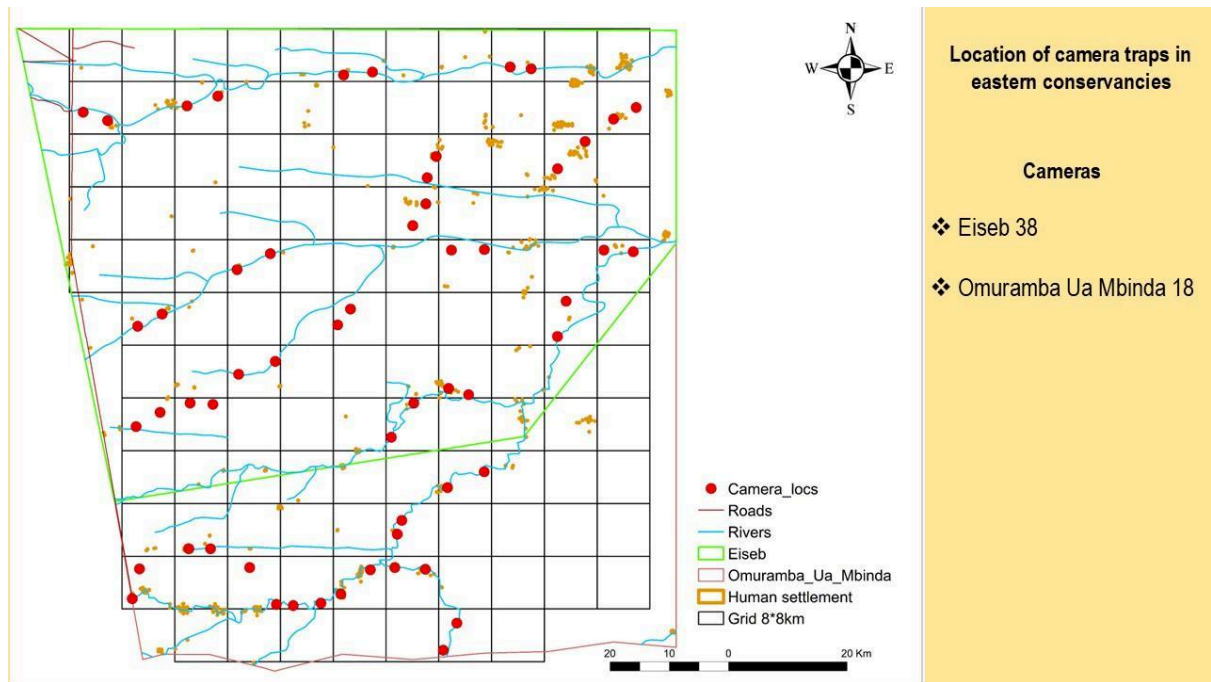 N
W E
S
Camera_locs
Roads
Rivers
Eiseb
Omuramba_Ua_Mbinda
Human settlement
Grid 8*8km
20 10 0 20 Km
Location of camera traps in
eastern conservancies
Cameras
❖ Eiseb 38
❖ Omuramba Ua Mbinda 18